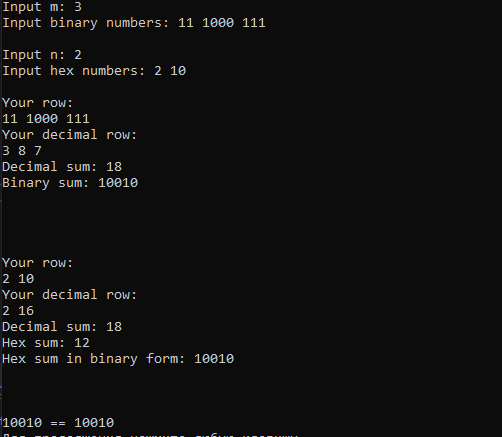 Input m: 3
Input binary numbers: 11 1000 111
Input n: 2
Input hex numbers: 2 10
Your row:
11 1000 111
Your decimal row:
3 8 7
Decimal sum: 18
Binary sum: 10010
Your row:
2 10
Your decimal row:
2 16
Decimal sum: 18
Hex sum: 12
Hex sum in binary form: 10010
10010 == 10010